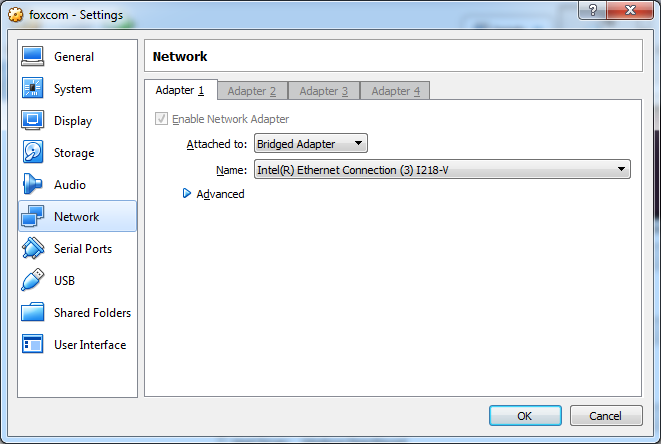 foxcom - Settings
?
General
System
Display
Storage
Audio
Network
Serial Ports
USB
Shared Folders
User Interface
Network
Adapter 1 Adapter 2 Adapter 3 Adapter 4
Enable Network Adapter
Attached to: Bridged Adapter
Name: Intel(R) Ethernet Connection (3) I218-V
Advanced
OK Cancel